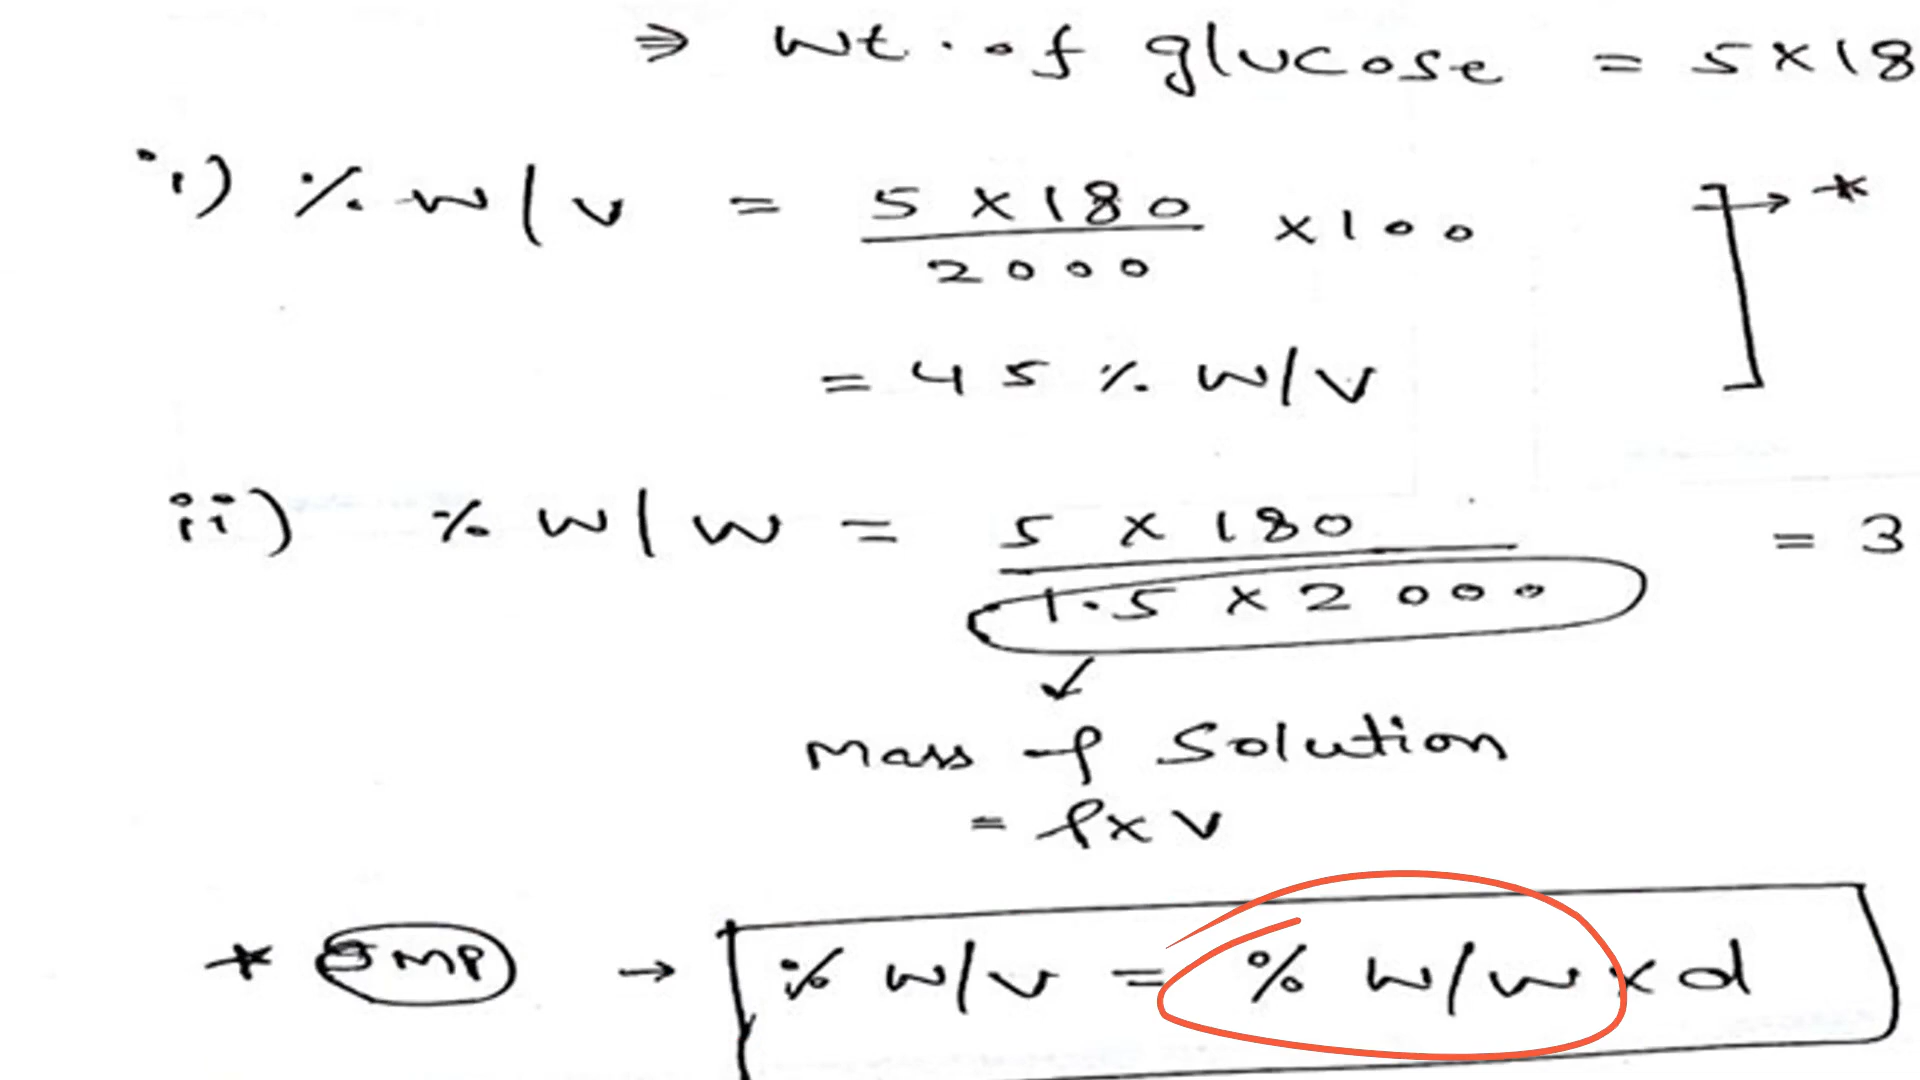 ⇒ wt. of glucose = 5×18
i) % w/v = 5 × 180 / 2000 ×100 ] → *
= 45 % w/v
ii) % w/w = 5 × 180 / 1.5 × 2000 = 3
Mass of Solution
= ρ × v
* IMP → % w/v = % w/w × d